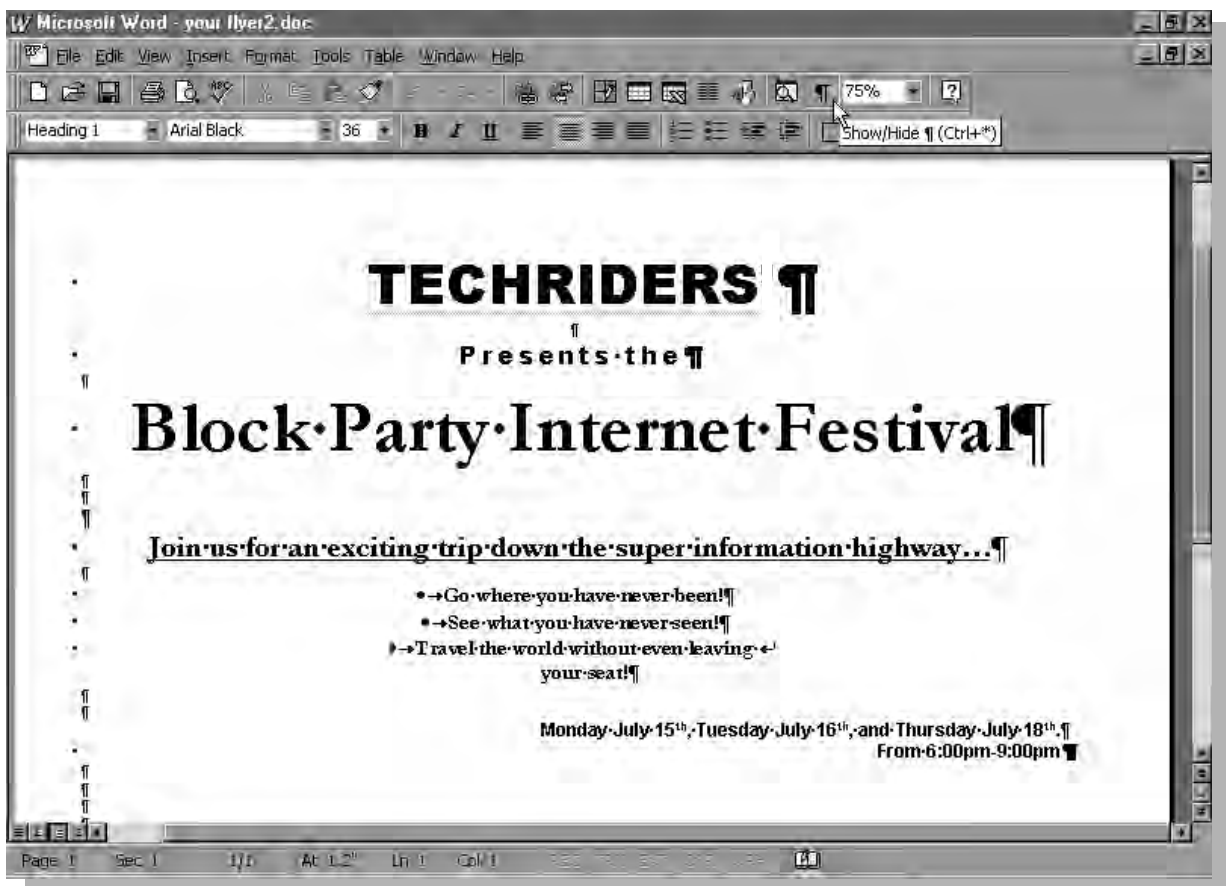 Microsoft Word - your flyer2.doc
File Edit View Insert Format Tools Table Window Help
75%
Heading 1 Arial Black 36 B I U
Show/Hide ¶ (Ctrl+*)
TECHRIDERS ¶
¶
Presents·the¶
¶
Block·Party·Internet·Festival¶
¶
¶
¶
Join·us·for·an·exciting·trip·down·the·super·information·highway…¶
¶
•→Go·where·you·have·never·been!¶
•→See·what·you·have·never·seen!¶
→Travel·the·world·without·even·leaving·↵
your·seat!¶
¶
¶
Monday·July·15th,·Tuesday·July·16th,·and·Thursday·July·18th.¶
From·6:00pm-9:00pm¶
¶
¶
¶
Page 1 Sec 1 1/1 At 1.2" Ln 1 Col 1